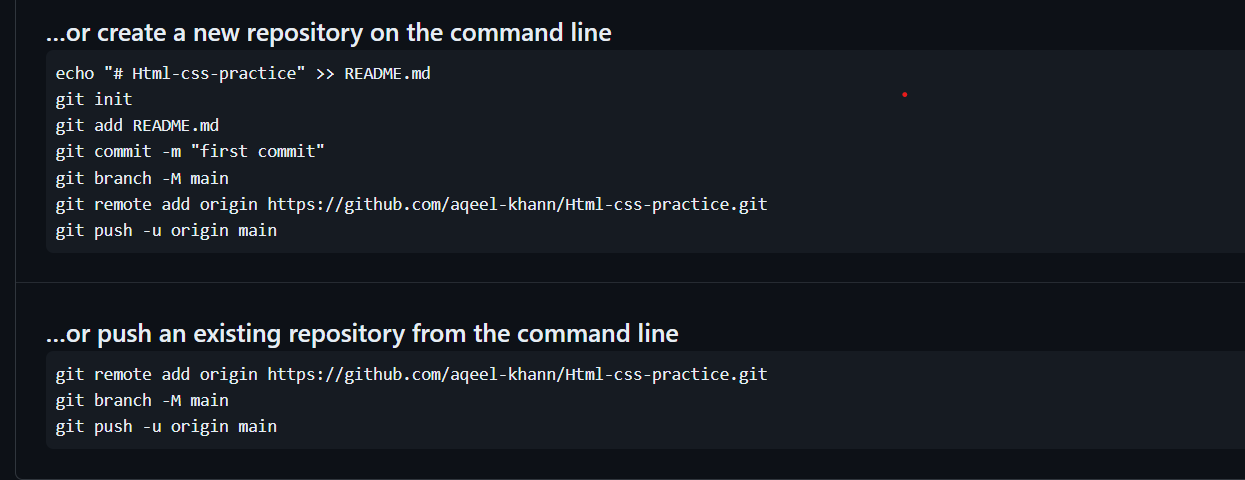 ...or create a new repository on the command line
echo "# Html-css-practice" >> README.md
git init
git add README.md
git commit -m "first commit"
git branch -M main
git remote add origin https://github.com/aqeel-khann/Html-css-practice.git
git push -u origin main
...or push an existing repository from the command line
git remote add origin https://github.com/aqeel-khann/Html-css-practice.git
git branch -M main
git push -u origin main